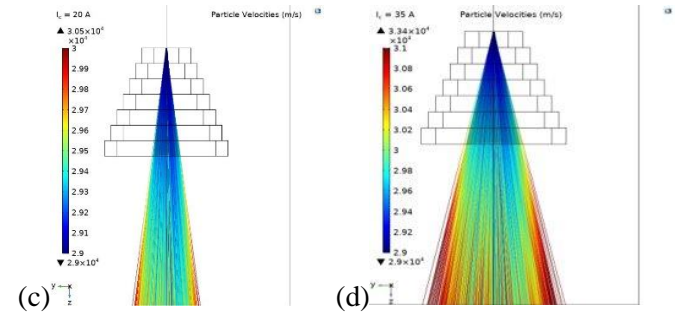 I_c = 20 A
Particle Velocities (m/s)
▲ 3.05×10⁴
×10⁴
3
2.99
2.98
2.97
2.96
2.95
2.94
2.93
2.92
2.91
2.9
▼ 2.9×10⁴
y
z
(c)
I_c = 35 A
Particle Velocities (m/s)
▲ 3.34×10⁴
×10⁴
3.1
3.08
3.06
3.04
3.02
3
2.98
2.96
2.94
2.92
2.9
▼ 2.9×10⁴
y
z
(d)